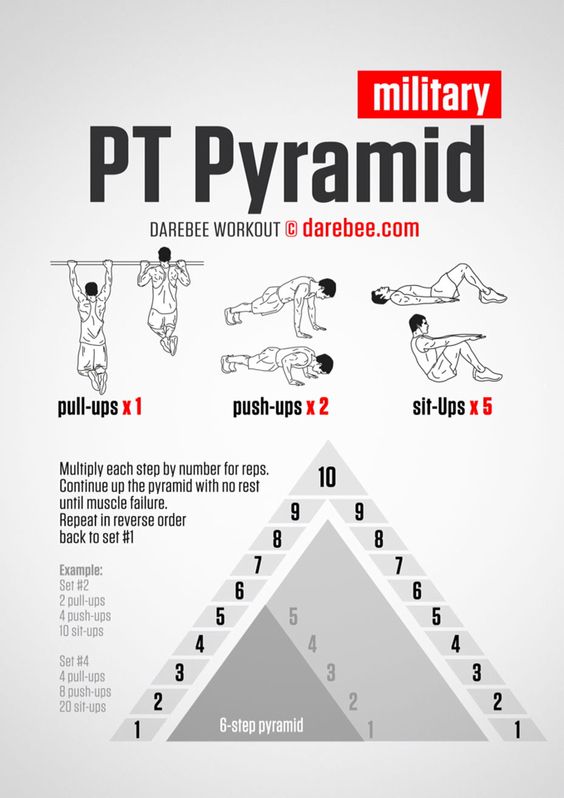 military
PT Pyramid
DAREBEE WORKOUT © darebee.com
pull-ups x 1
push-ups x 2
sit-Ups x 5
Multiply each step by number for reps.
Continue up the pyramid with no rest
until muscle failure.
Repeat in reverse order
back to set #1
Example:
Set #2
2 pull-ups
4 push-ups
10 sit-ups
Set #4
4 pull-ups
8 push-ups
20 sit-ups
10
9 9
8 8
7 7
6 6
5 5 5
4 4 4
3 3 3
2 2 2
1 6-step pyramid 1 1